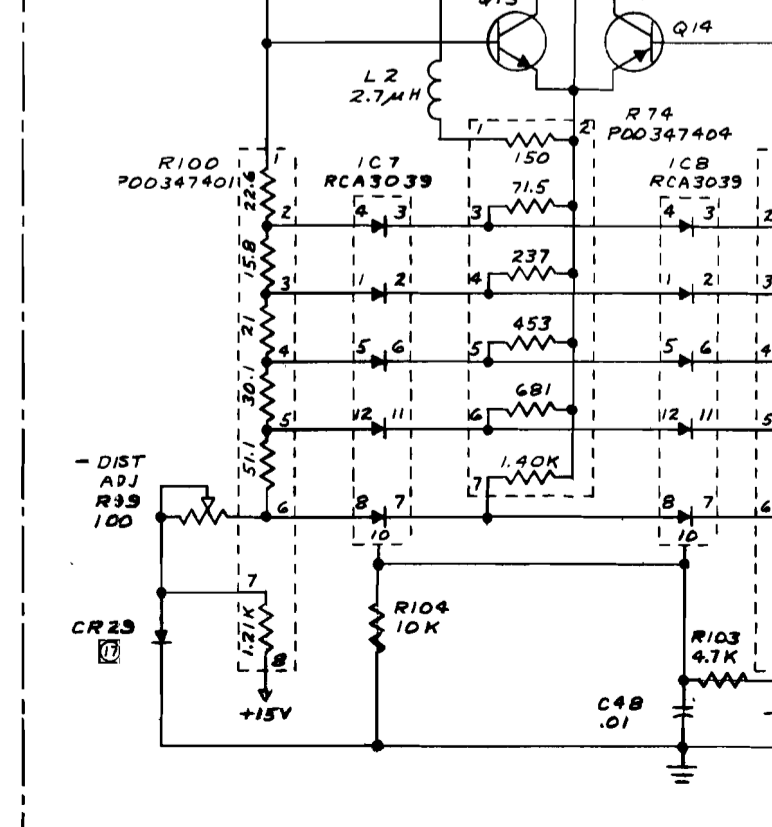 Q14
L2
2.7μH
R74
P00347404
1 2
150
R100
P00347401
1
22.6
IC7
RCA3039
71.5
IC8
RCA3039
2 4 3 3 4 3 2
15.8
237
3 1 2 4 1 2 3
21
453
4 5 6 5 5 6 4
30.1
681
5 12 11 6 12 11 5
51.1
1.40K
7
- DIST
ADJ
R99
100
6 8 7 8 7 6
10 10
7
CR29
17
1.21K
8
+15V
R104
10K
R103
4.7K
C48
.01